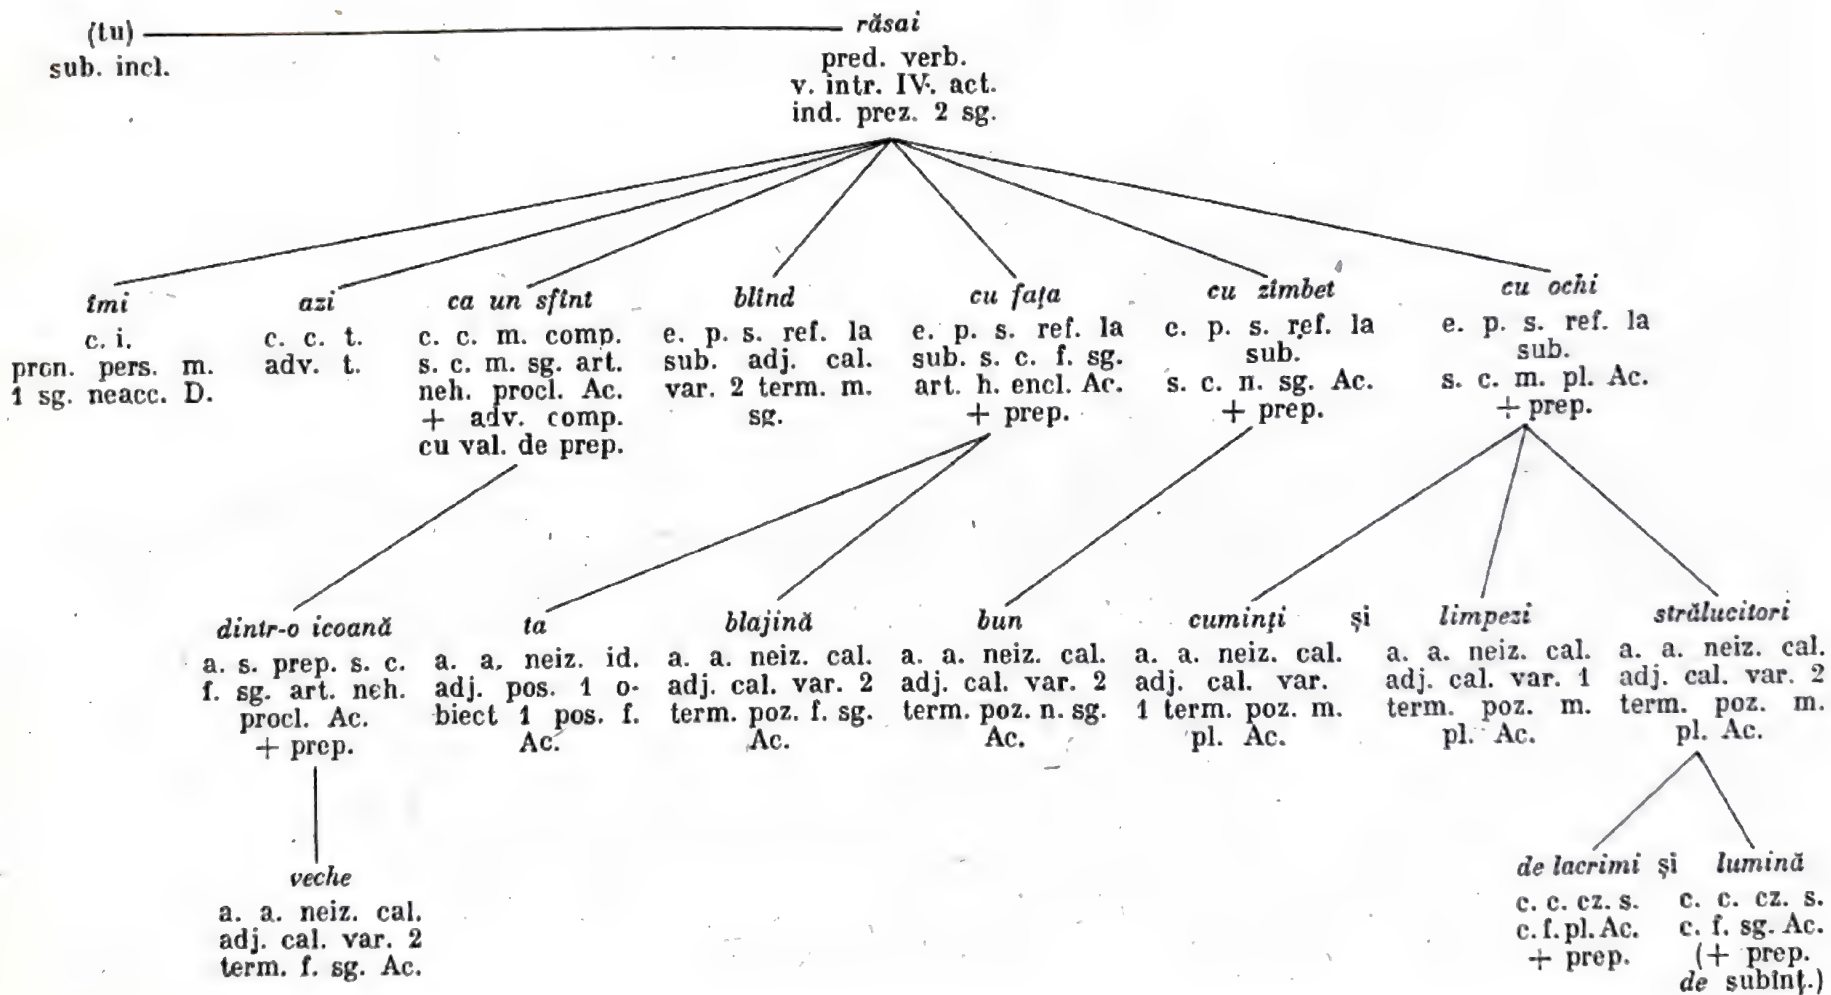 (tu)
sub. incl.
răsai
pred. verb.
v. intr. IV. act.
ind. prez. 2 sg.
îmi
c. i.
pron. pers. m.
1 sg. neacc. D.
azi
c. c. t.
adv. t.
ca un sfînt
c. c. m. comp.
s. c. m. sg. art.
neh. procl. Ac.
+ adv. comp.
cu val. de prep.
blînd
e. p. s. ref. la
sub. adj. cal.
var. 2 term. m.
sg.
cu fața
e. p. s. ref. la
sub. s. c. f. sg.
art. h. encl. Ac.
+ prep.
cu zîmbet
c. p. s. ref. la
sub.
s. c. n. sg. Ac.
+ prep.
cu ochi
e. p. s. ref. la
sub.
s. c. m. pl. Ac.
+ prep.
dintr-o icoană
a. s. prep. s. c.
f. sg. art. neh.
procl. Ac.
+ prep.
ta
a. a. neiz. id.
adj. pos. 1 o-
biect 1 pos. f.
Ac.
blajină
a. a. neiz. cal.
adj. cal. var. 2
term. poz. f. sg.
Ac.
bun
a. a. neiz. cal.
adj. cal. var. 2
term. poz. n. sg.
Ac.
cuminți și
a. a. neiz. cal.
adj. cal. var.
1 term. poz. m.
pl. Ac.
limpezi
a. a. neiz. cal.
adj. cal. var. 1
term. poz. m.
pl. Ac.
strălucitori
a. a. neiz. cal.
adj. cal. var. 2
term. poz. m.
pl. Ac.
veche
a. a. neiz. cal.
adj. cal. var. 2
term. f. sg. Ac.
de lacrimi și
c. c. cz. s.
c. f. pl. Ac.
+ prep.
lumină
c. c. cz. s.
c. f. sg. Ac.
(+ prep.
de subînț.)